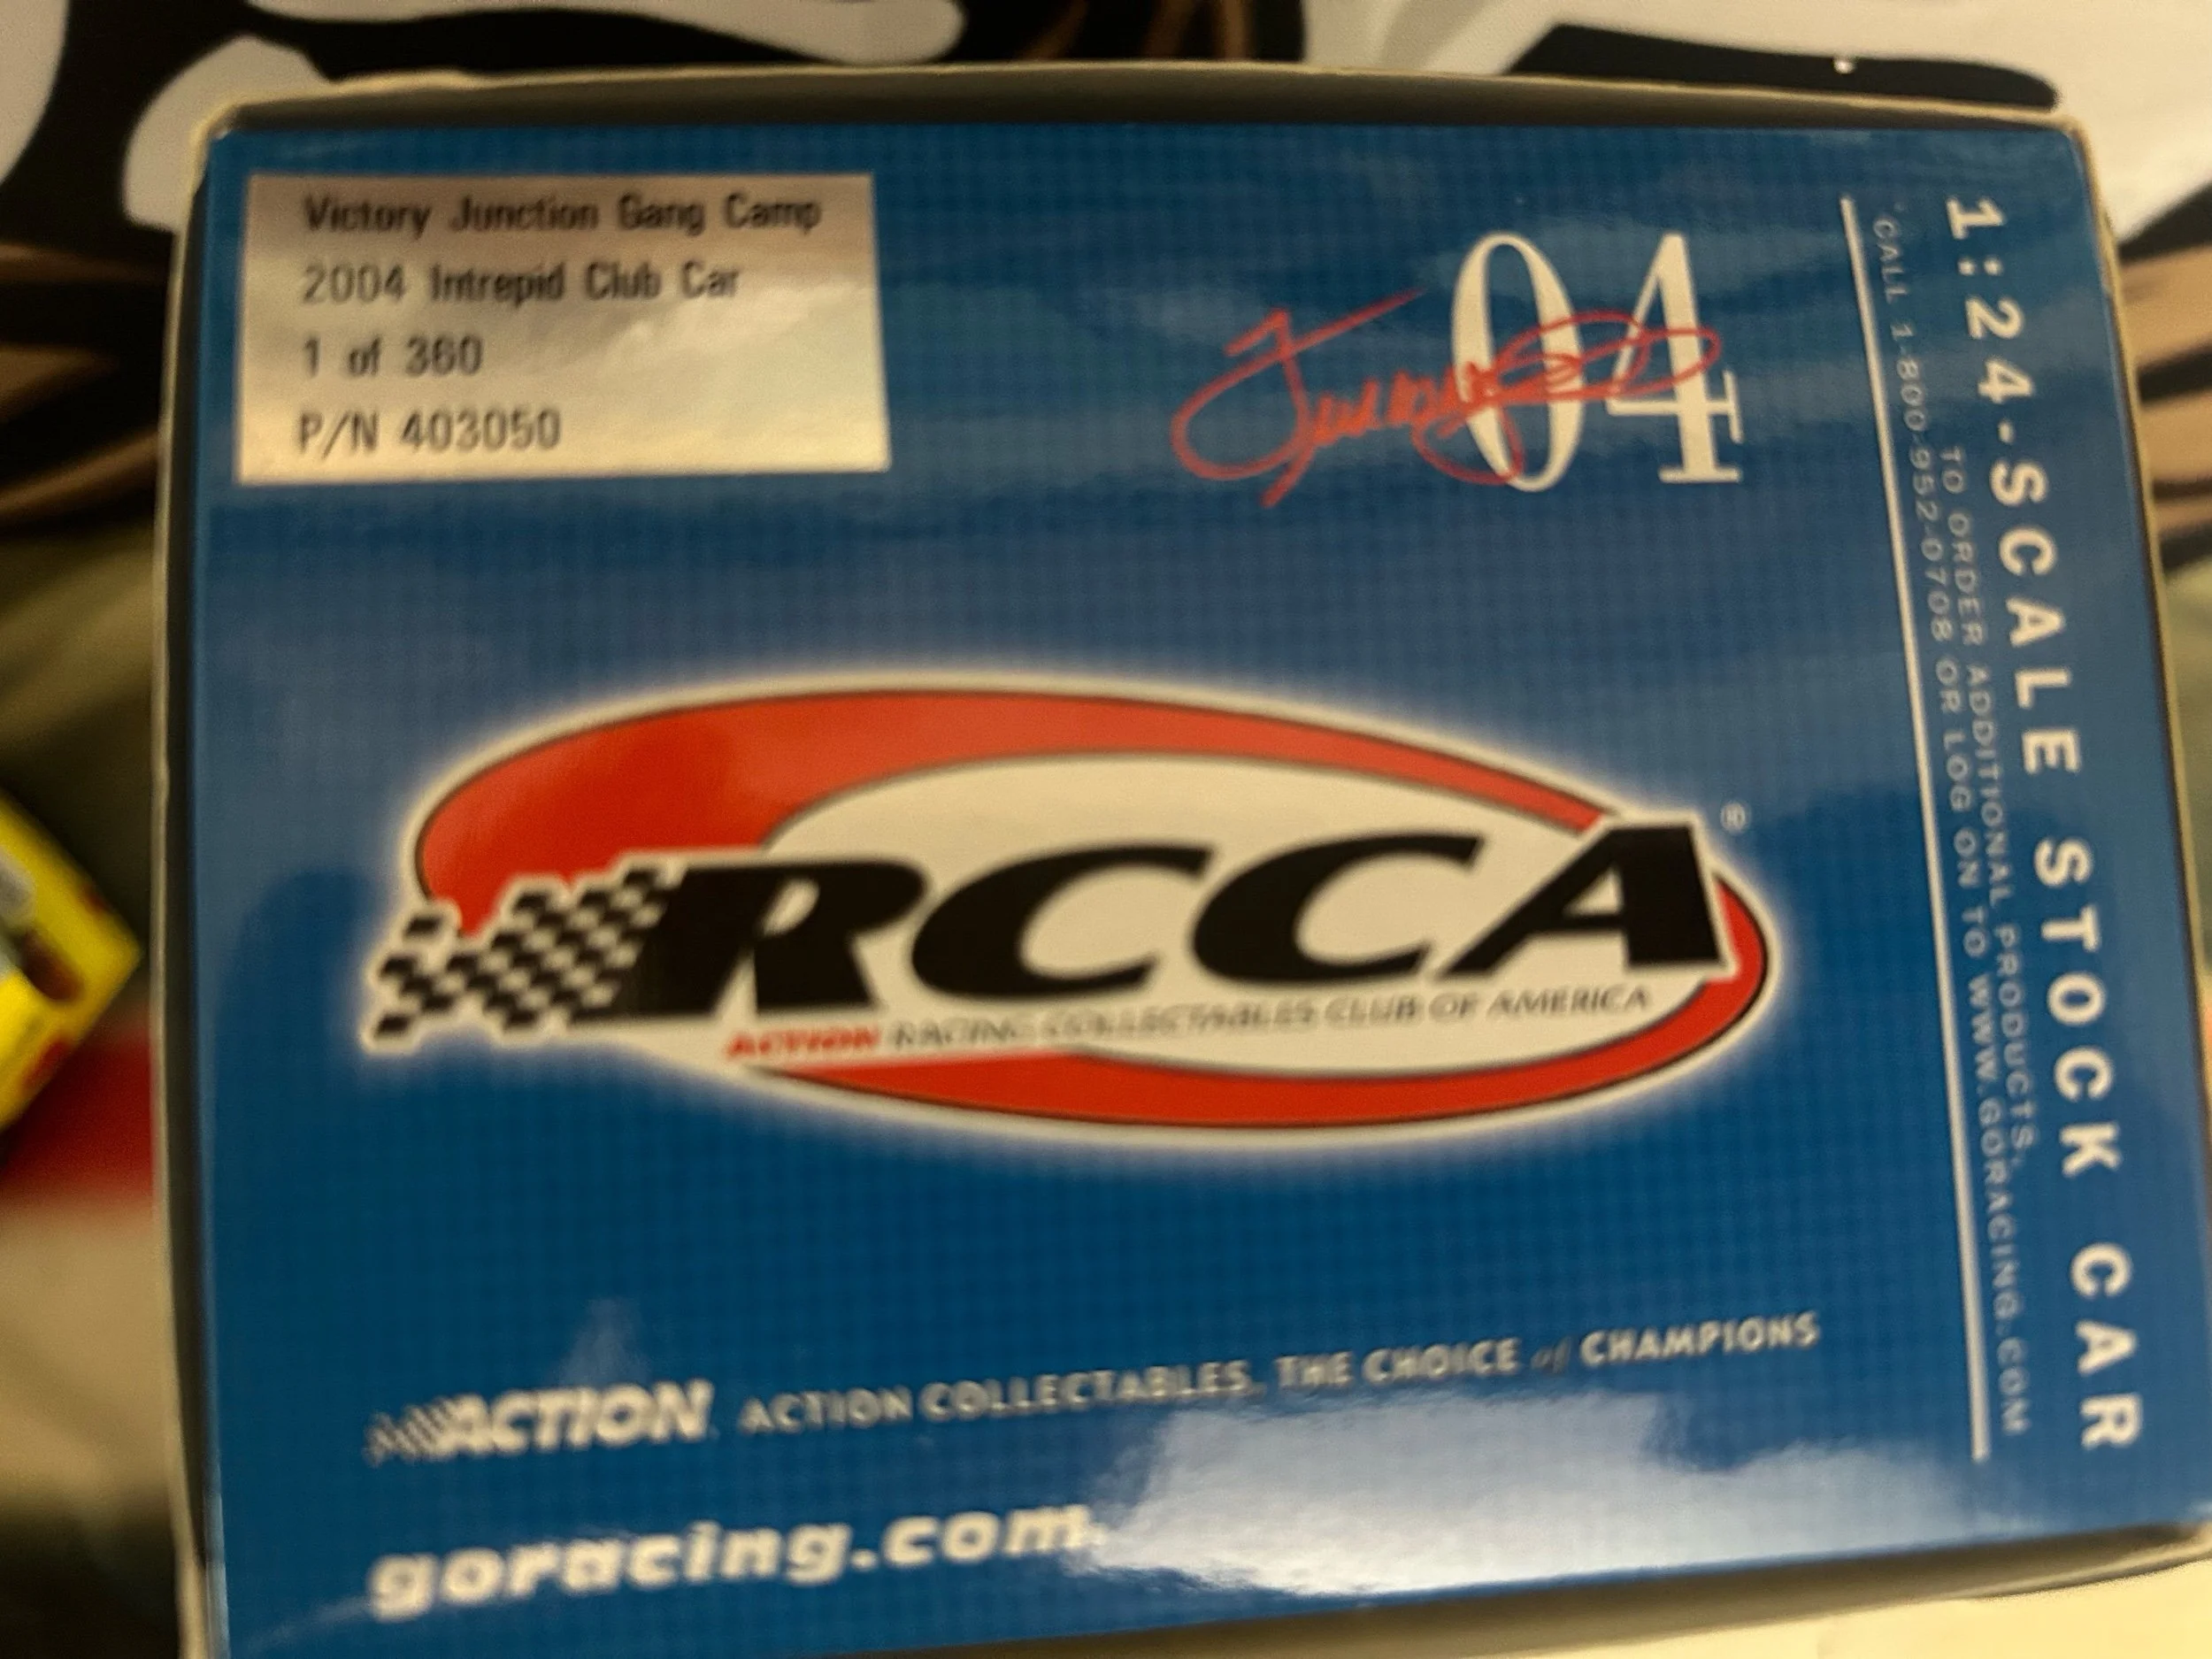 Victory Junction Gang Camp
2004 Intrepid Club Car
1 of 360
P/N 403050
04
1:24-SCALE STOCK CAR
TO ORDER ADDITIONAL PRODUCTS,
CALL 1-800-952-0708 OR LOG ON TO WWW.GORACING.COM
RCCA®
ACTION RACING COLLECTABLES CLUB OF AMERICA
ACTION ACTION COLLECTABLES, THE CHOICE of CHAMPIONS
goracing.com